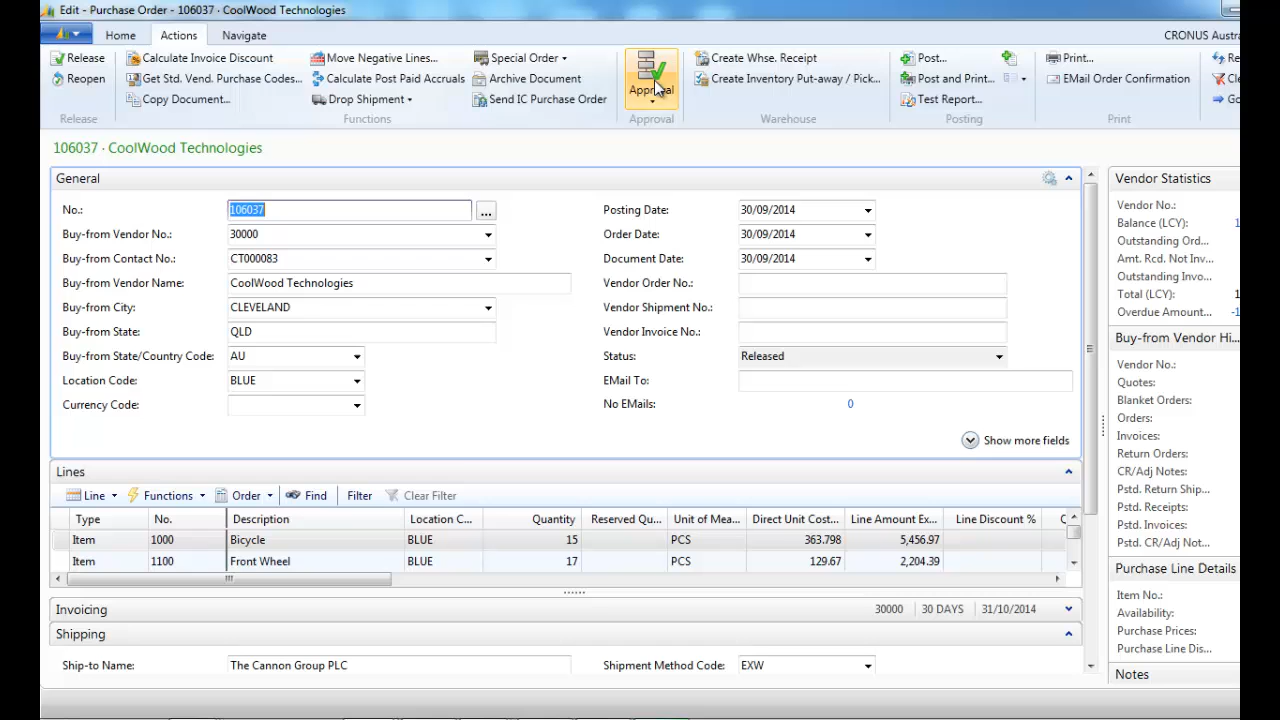 Edit - Purchase Order - 106037 · CoolWood Technologies
Home Actions Navigate CRONUS Austra
Release Calculate Invoice Discount Move Negative Lines... Special Order Create Whse. Receipt Post... Print...
Reopen Get Std. Vend. Purchase Codes... Calculate Post Paid Accruals Archive Document Approval Create Inventory Put-away / Pick... Post and Print... EMail Order Confirmation
Copy Document... Drop Shipment Send IC Purchase Order Test Report... Go
Release Functions Approval Warehouse Posting Print
106037 · CoolWood Technologies
General
No.: 106037 ... Posting Date: 30/09/2014
Buy-from Vendor No.: 30000 Order Date: 30/09/2014
Buy-from Contact No.: CT000083 Document Date: 30/09/2014
Buy-from Vendor Name: CoolWood Technologies Vendor Order No.:
Buy-from City: CLEVELAND Vendor Shipment No.:
Buy-from State: QLD Vendor Invoice No.:
Buy-from State/Country Code: AU Status: Released
Location Code: BLUE EMail To:
Currency Code: No EMails: 0
Show more fields
Lines
Line Functions Order Find Filter Clear Filter
Type No. Description Location C... Quantity Reserved Qu... Unit of Mea... Direct Unit Cost... Line Amount Ex... Line Discount %
Item 1000 Bicycle BLUE 15 PCS 363.798 5,456.97
Item 1100 Front Wheel BLUE 17 PCS 129.67 2,204.39
Invoicing 30000 30 DAYS 31/10/2014
Shipping
Ship-to Name: The Cannon Group PLC Shipment Method Code: EXW
Vendor Statistics
Vendor No.:
Balance (LCY): 1
Outstanding Ord...
Amt. Rcd. Not Inv...
Outstanding Invo...
Total (LCY): 1
Overdue Amount... -1
Buy-from Vendor Hi...
Vendor No.:
Quotes:
Blanket Orders:
Orders:
Invoices:
Return Orders:
CR/Adj Notes:
Pstd. Return Ship...
Pstd. Receipts:
Pstd. Invoices:
Pstd. CR/Adj Not...
Purchase Line Details
Item No.:
Availability:
Purchase Prices:
Purchase Line Dis...
Notes